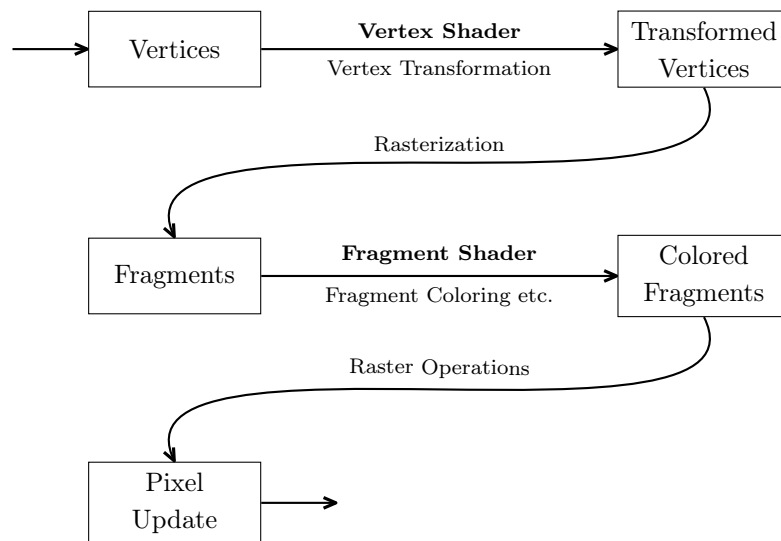 Vertices
Vertex Shader
Vertex Transformation
Transformed
Vertices
Rasterization
Fragments
Fragment Shader
Fragment Coloring etc.
Colored
Fragments
Raster Operations
Pixel
Update